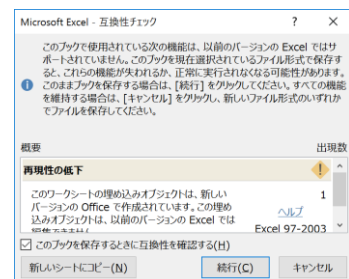 Microsoft Excel - 互換性チェック
このブックで使用されている次の機能は、以前のバージョンの Excel ではサ
ポートされていません。このブックを現在選択されているファイル形式で保存す
ると、これらの機能が失われるか、正常に実行されなくなる可能性があります。
このままブックを保存する場合は、[続行] をクリックしてください。すべての機能
を維持する場合は、[キャンセル] をクリックし、新しいファイル形式のいずれか
でファイルを保存してください。
概要 出現数
再現性の低下
このワークシートの埋め込みオブジェクトは、新しい 1
バージョンの Office で作成されています。この埋め ヘルプ
込みオブジェクトは、以前のバージョンの Excel では
編集できません。 Excel 97-2003
このブックを保存するときに互換性を確認する(H)
新しいシートにコピー(N) 続行(C) キャンセル